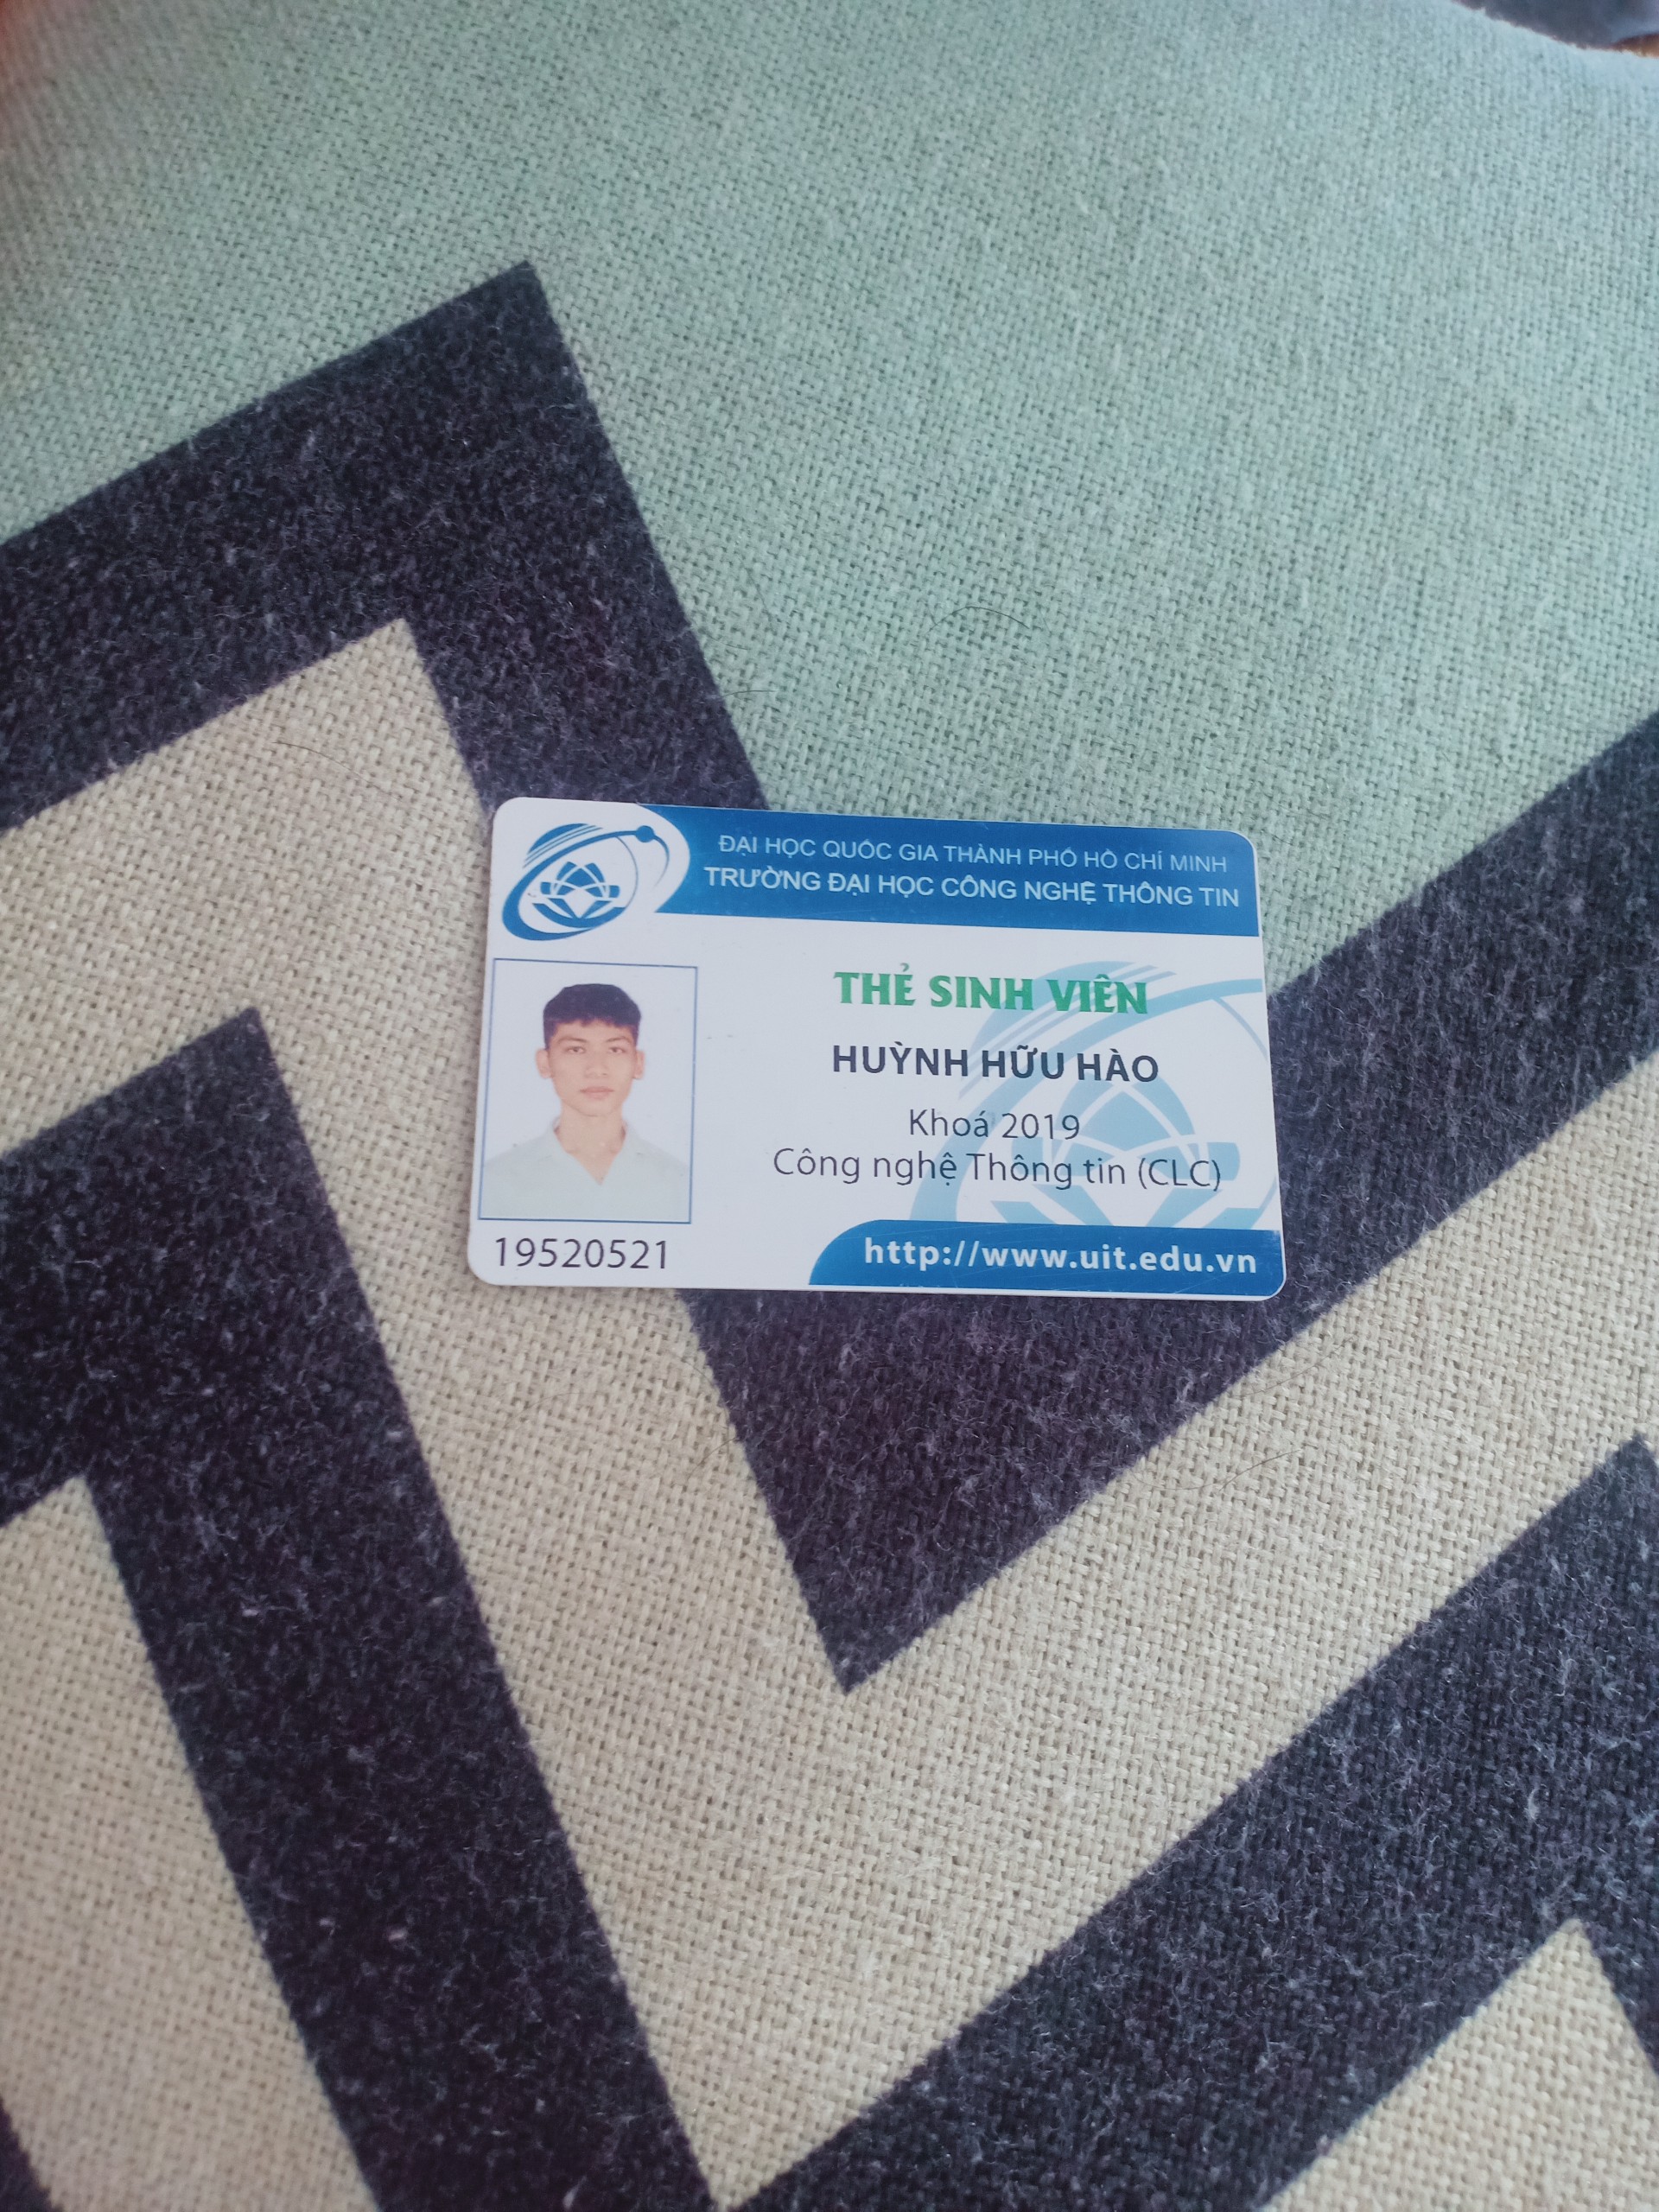 ĐẠI HỌC QUỐC GIA THÀNH PHỐ HỒ CHÍ MINH
TRƯỜNG ĐẠI HỌC CÔNG NGHỆ THÔNG TIN
THẺ SINH VIÊN
HUỲNH HỮU HÀO
Khoá 2019
Công nghệ Thông tin (CLC)
19520521
http://www.uit.edu.vn